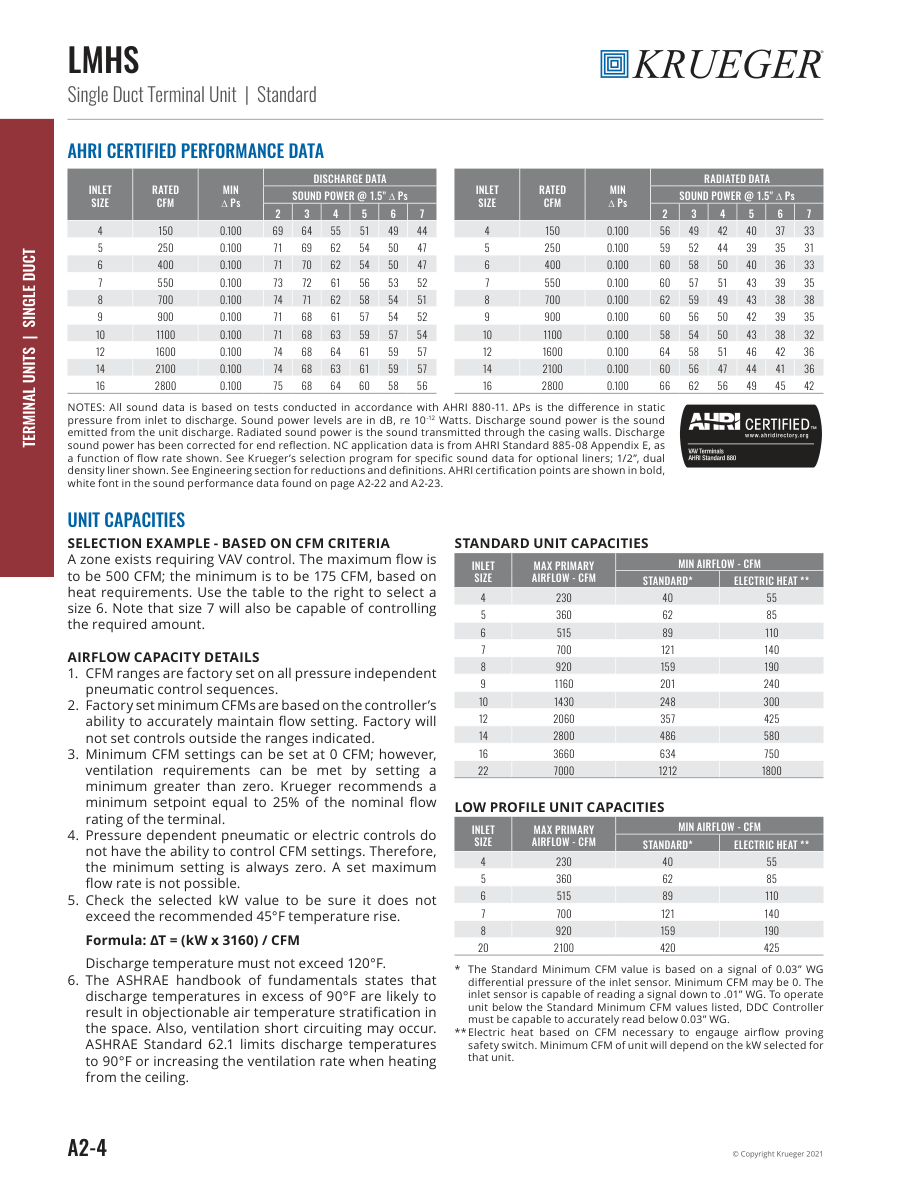 LMHS
Single Duct Terminal Unit | Standard
KRUEGER
TERMINAL UNITS | SINGLE DUCT
AHRI CERTIFIED PERFORMANCE DATA
INLET SIZE RATED CFM MIN Δ Ps DISCHARGE DATA
SOUND POWER @ 1.5" Δ Ps
2 3 4 5 6 7
4 150 0.100 69 64 55 51 49 44
5 250 0.100 71 69 62 54 50 47
6 400 0.100 71 70 62 54 50 47
7 550 0.100 73 72 61 56 53 52
8 700 0.100 74 71 62 58 54 51
9 900 0.100 71 68 61 57 54 52
10 1100 0.100 71 68 63 59 57 54
12 1600 0.100 74 68 64 61 59 57
14 2100 0.100 74 68 63 61 59 57
16 2800 0.100 75 68 64 60 58 56
INLET SIZE RATED CFM MIN Δ Ps RADIATED DATA
SOUND POWER @ 1.5" Δ Ps
2 3 4 5 6 7
4 150 0.100 56 49 42 40 37 33
5 250 0.100 59 52 44 39 35 31
6 400 0.100 60 58 50 40 36 33
7 550 0.100 60 57 51 43 39 35
8 700 0.100 62 59 49 43 38 38
9 900 0.100 60 56 50 42 39 35
10 1100 0.100 58 54 50 43 38 32
12 1600 0.100 64 58 51 46 42 36
14 2100 0.100 60 56 47 44 41 36
16 2800 0.100 66 62 56 49 45 42
NOTES: All sound data is based on tests conducted in accordance with AHRI 880-11. ΔPs is the difference in static
pressure from inlet to discharge. Sound power levels are in dB, re 10⁻¹² Watts. Discharge sound power is the sound
emitted from the unit discharge. Radiated sound power is the sound transmitted through the casing walls. Discharge
sound power has been corrected for end reflection. NC application data is from AHRI Standard 885-08 Appendix E, as
a function of flow rate shown. See Krueger's selection program for specific sound data for optional liners; 1/2", dual
density liner shown. See Engineering section for reductions and definitions. AHRI certification points are shown in bold,
white font in the sound performance data found on page A2-22 and A2-23.
AHRI CERTIFIED™
www.ahridirectory.org
VAV Terminals
AHRI Standard 880
UNIT CAPACITIES
SELECTION EXAMPLE - BASED ON CFM CRITERIA
A zone exists requiring VAV control. The maximum flow is
to be 500 CFM; the minimum is to be 175 CFM, based on
heat requirements. Use the table to the right to select a
size 6. Note that size 7 will also be capable of controlling
the required amount.
AIRFLOW CAPACITY DETAILS
1. CFM ranges are factory set on all pressure independent
pneumatic control sequences.
2. Factory set minimum CFMs are based on the controller's
ability to accurately maintain flow setting. Factory will
not set controls outside the ranges indicated.
3. Minimum CFM settings can be set at 0 CFM; however,
ventilation requirements can be met by setting a
minimum greater than zero. Krueger recommends a
minimum setpoint equal to 25% of the nominal flow
rating of the terminal.
4. Pressure dependent pneumatic or electric controls do
not have the ability to control CFM settings. Therefore,
the minimum setting is always zero. A set maximum
flow rate is not possible.
5. Check the selected kW value to be sure it does not
exceed the recommended 45°F temperature rise.
Formula: ΔT = (kW x 3160) / CFM
Discharge temperature must not exceed 120°F.
6. The ASHRAE handbook of fundamentals states that
discharge temperatures in excess of 90°F are likely to
result in objectionable air temperature stratification in
the space. Also, ventilation short circuiting may occur.
ASHRAE Standard 62.1 limits discharge temperatures
to 90°F or increasing the ventilation rate when heating
from the ceiling.
STANDARD UNIT CAPACITIES
INLET SIZE MAX PRIMARY AIRFLOW - CFM MIN AIRFLOW - CFM
STANDARD* ELECTRIC HEAT **
4 230 40 55
5 360 62 85
6 515 89 110
7 700 121 140
8 920 159 190
9 1160 201 240
10 1430 248 300
12 2060 357 425
14 2800 486 580
16 3660 634 750
22 7000 1212 1800
LOW PROFILE UNIT CAPACITIES
INLET SIZE MAX PRIMARY AIRFLOW - CFM MIN AIRFLOW - CFM
STANDARD* ELECTRIC HEAT **
4 230 40 55
5 360 62 85
6 515 89 110
7 700 121 140
8 920 159 190
20 2100 420 425
* The Standard Minimum CFM value is based on a signal of 0.03" WG
differential pressure of the inlet sensor. Minimum CFM may be 0. The
inlet sensor is capable of reading a signal down to .01" WG. To operate
unit below the Standard Minimum CFM values listed, DDC Controller
must be capable to accurately read below 0.03" WG.
**Electric heat based on CFM necessary to engauge airflow proving
safety switch. Minimum CFM of unit will depend on the kW selected for
that unit.
A2-4
© Copyright Krueger 2021